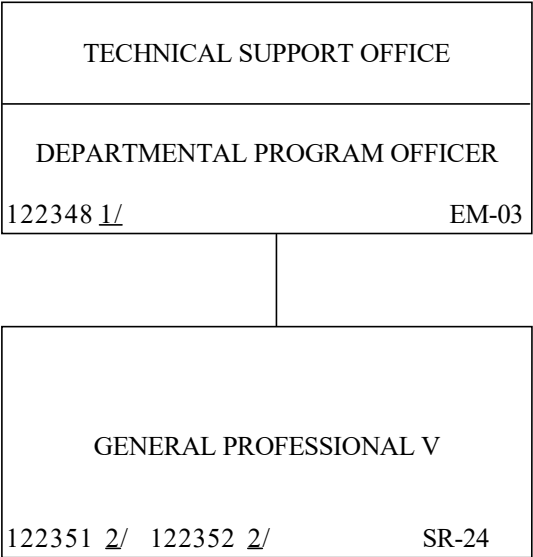 TECHNICAL SUPPORT OFFICE
DEPARTMENTAL PROGRAM OFFICER
122348 1/ EM-03
GENERAL PROFESSIONAL V
122351 2/ 122352 2/ SR-24